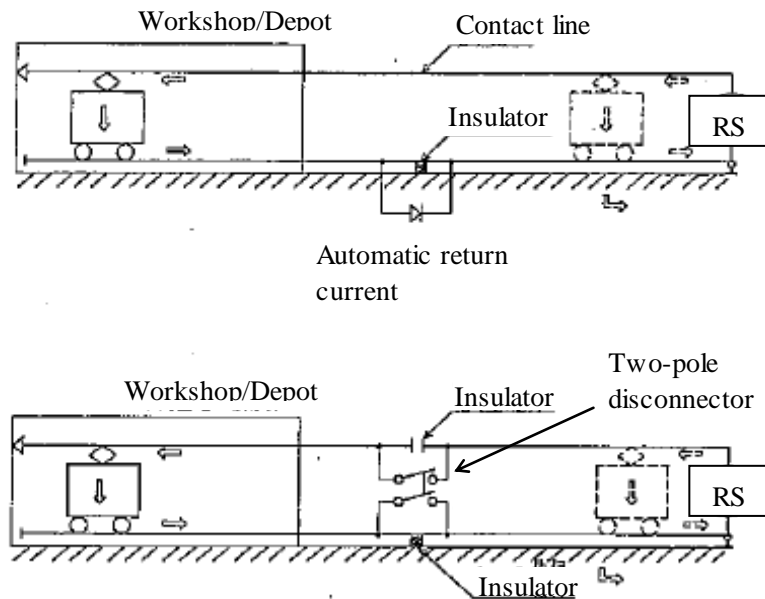 Workshop/Depot
Contact line
Insulator
RS
Automatic return
current
Workshop/Depot
Insulator
Two-pole
disconnector
RS
Insulator